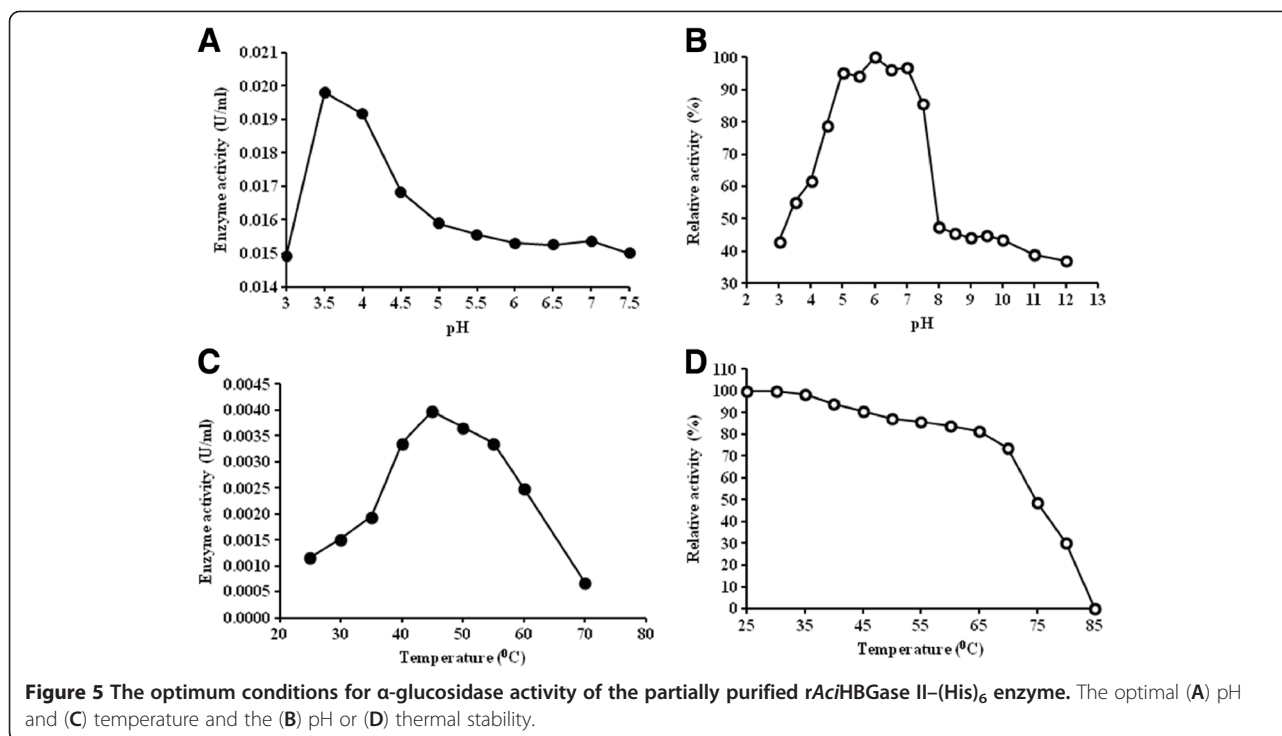 A
0.021
0.020
0.019
0.018
0.017
0.016
0.015
0.014
Enzyme activity (U/ml)
3 3.5 4 4.5 5 5.5 6 6.5 7 7.5
pH
B
100
90
80
70
60
50
40
30
Relative activity (%)
2 3 4 5 6 7 8 9 10 11 12 13
pH
C
0.0045
0.0040
0.0035
0.0030
0.0025
0.0020
0.0015
0.0010
0.0005
0.0000
Enzyme activity (U/ml)
20 30 40 50 60 70 80
Temperature (⁰C)
D
110
100
90
80
70
60
50
40
30
20
10
0
Relative activity (%)
25 35 45 55 65 75 85
Temperature (⁰C)
Figure 5 The optimum conditions for α-glucosidase activity of the partially purified rAciHBGase II–(His)₆ enzyme. The optimal (A) pH
and (C) temperature and the (B) pH or (D) thermal stability.